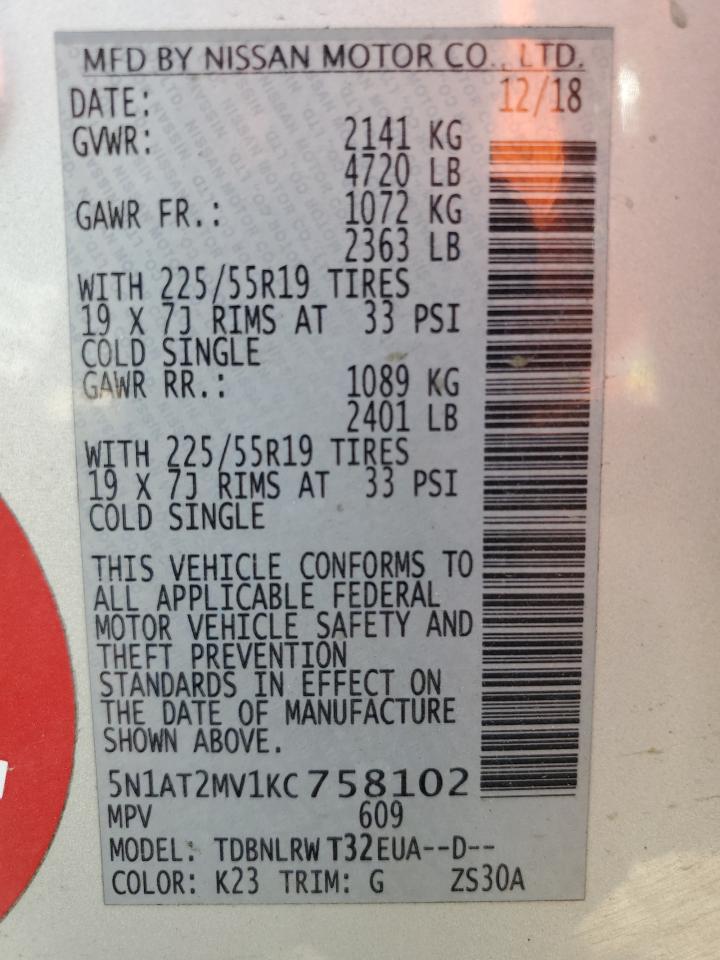 MFD BY NISSAN MOTOR CO., LTD.
DATE: 12/18
GVWR: 2141 KG
4720 LB
GAWR FR.: 1072 KG
2363 LB
WITH 225/55R19 TIRES
19 X 7J RIMS AT 33 PSI
COLD SINGLE
GAWR RR.: 1089 KG
2401 LB
WITH 225/55R19 TIRES
19 X 7J RIMS AT 33 PSI
COLD SINGLE
THIS VEHICLE CONFORMS TO
ALL APPLICABLE FEDERAL
MOTOR VEHICLE SAFETY AND
THEFT PREVENTION
STANDARDS IN EFFECT ON
THE DATE OF MANUFACTURE
SHOWN ABOVE.
5N1AT2MV1KC758102
MPV 609
MODEL: TDBNLRW T32EUA--D--
COLOR: K23 TRIM: G ZS30A